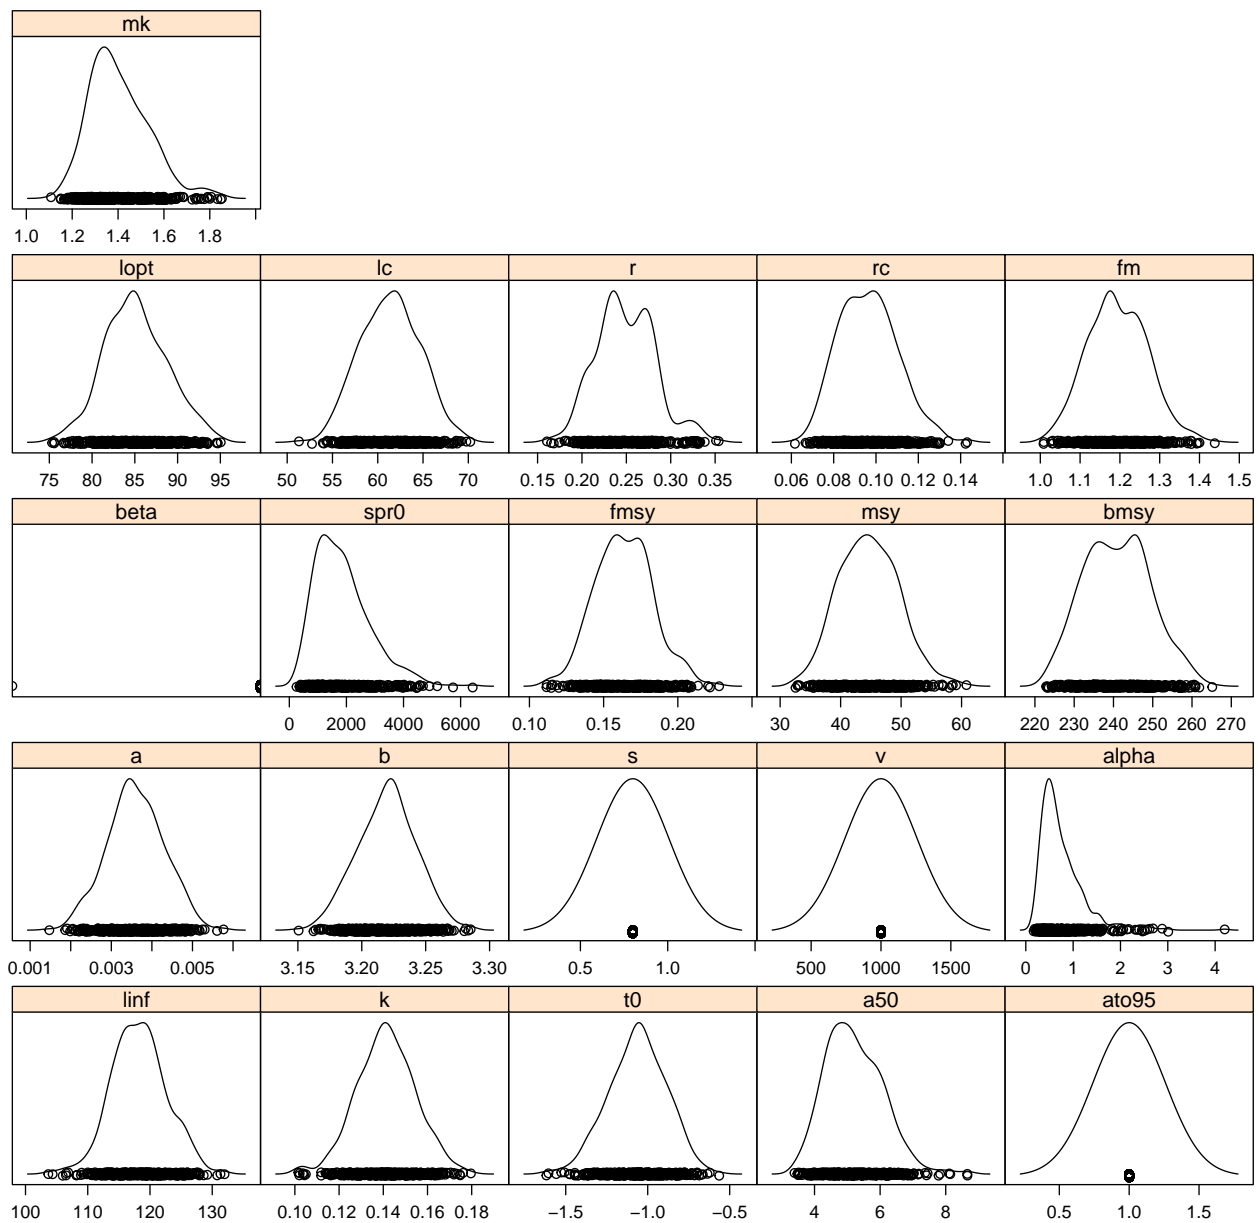 mk
1.0 1.2 1.4 1.6 1.8
lopt lc r rc fm
75 80 85 90 95 50 55 60 65 70 0.15 0.20 0.25 0.30 0.35 0.06 0.08 0.10 0.12 0.14 1.0 1.1 1.2 1.3 1.4 1.5
beta spr0 fmsy msy bmsy
0 2000 4000 6000 0.10 0.15 0.20 30 40 50 60 220 230 240 250 260 270
a b s v alpha
0.001 0.003 0.005 3.15 3.20 3.25 3.30 0.5 1.0 500 1000 1500 0 1 2 3 4
linf k t0 a50 ato95
100 110 120 130 0.10 0.12 0.14 0.16 0.18 −1.5 −1.0 −0.5 4 6 8 0.5 1.0 1.5